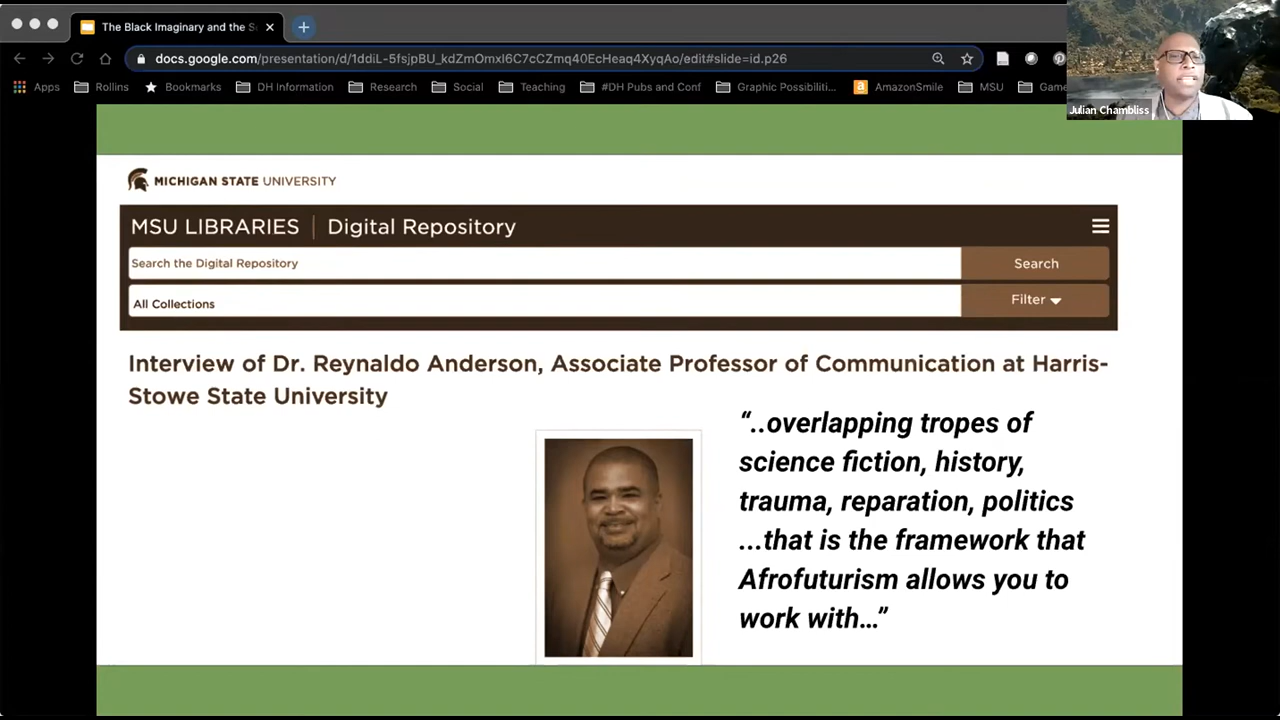 The Black Imaginary and the S
docs.google.com/presentation/d/1ddiL-5fsjpBU_kdZmOmxl6C7cCZmq40EcHeaq4XyqAo/edit#slide=id.p26
Apps Rollins Bookmarks DH Information Research Social Teaching #DH Pubs and Conf Graphic Possibiliti... AmazonSmile MSU Game
Julian Chambliss
MICHIGAN STATE UNIVERSITY
MSU LIBRARIES Digital Repository
Search the Digital Repository Search
All Collections Filter
Interview of Dr. Reynaldo Anderson, Associate Professor of Communication at Harris-
Stowe State University
“..overlapping tropes of
science fiction, history,
trauma, reparation, politics
...that is the framework that
Afrofuturism allows you to
work with…”